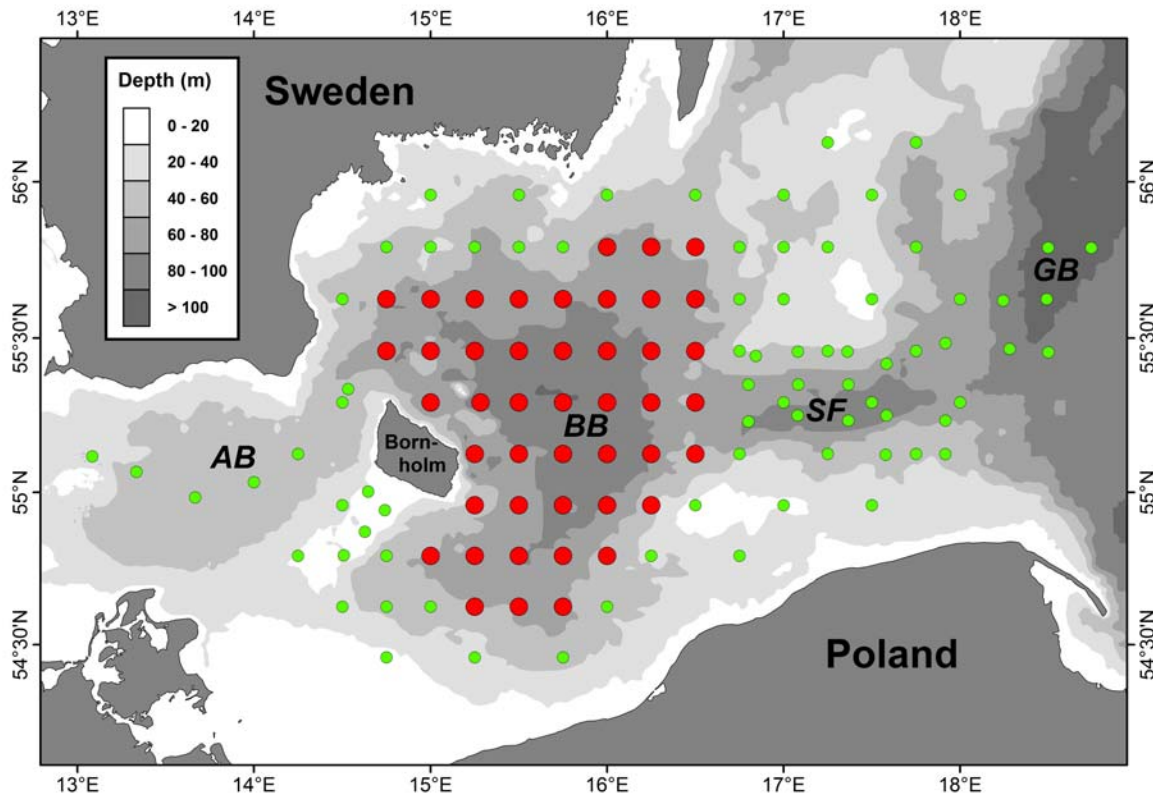 13°E 14°E 15°E 16°E 17°E 18°E
Depth (m)
0 - 20
20 - 40
40 - 60
60 - 80
80 - 100
> 100
Sweden
56°N 56°N
GB
55°30'N 55°30'N
SF
BB
AB
Born-
holm
55°N 55°N
54°30'N 54°30'N
Poland
13°E 14°E 15°E 16°E 17°E 18°E